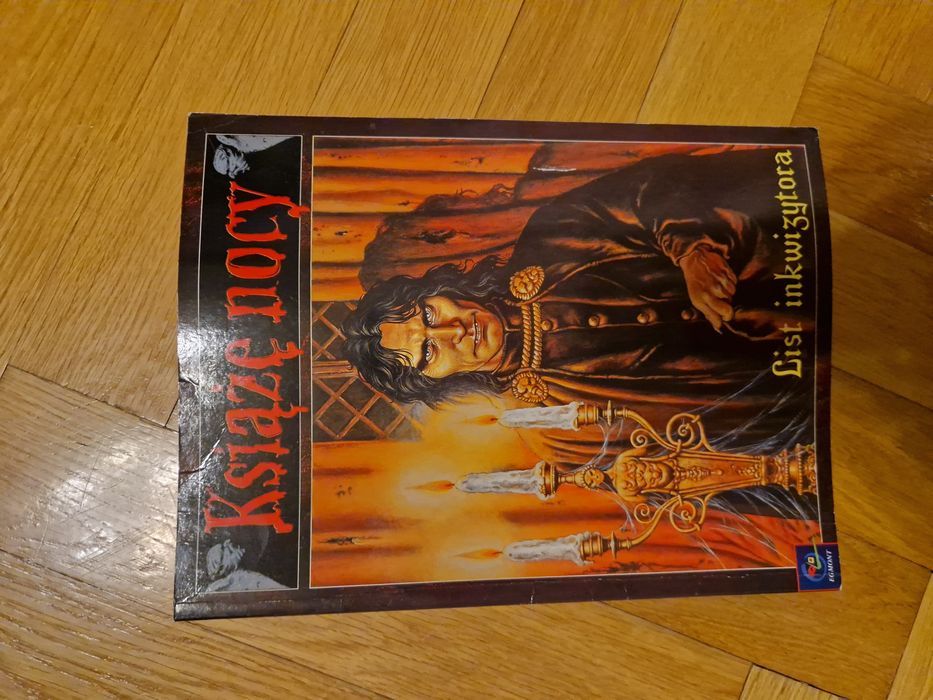 Książę nocy
List inkwizytora
EGMONT